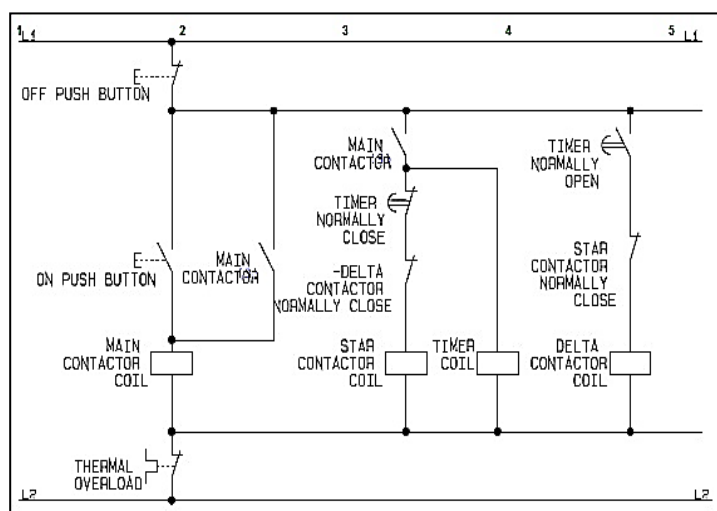 1 2 3 4 5
L1 L1
OFF PUSH BUTTON
MAIN
CONTACTOR
TIMER
NORMALLY
OPEN
TIMER
NORMALLY
CLOSE
ON PUSH BUTTON
MAIN
CONTACTOR
-DELTA
CONTACTOR
NORMALLY CLOSE
STAR
CONTACTOR
NORMALLY
CLOSE
MAIN
CONTACTOR
COIL
STAR
CONTACTOR
COIL
TIMER
COIL
DELTA
CONTACTOR
COIL
THERMAL
OVERLOAD
L2 L2